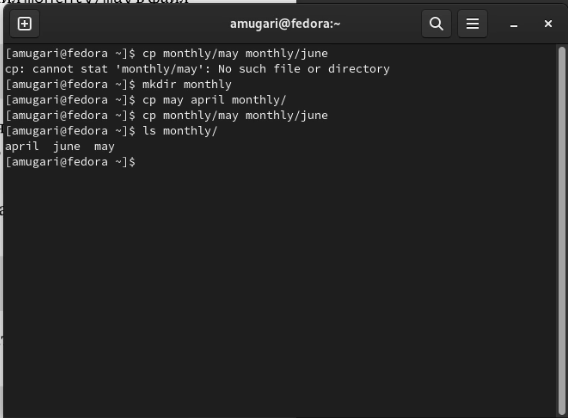 amugari@fedora:~
[amugari@fedora ~]$ cp monthly/may monthly/june
cp: cannot stat 'monthly/may': No such file or directory
[amugari@fedora ~]$ mkdir monthly
[amugari@fedora ~]$ cp may april monthly/
[amugari@fedora ~]$ cp monthly/may monthly/june
[amugari@fedora ~]$ ls monthly/
april  june  may
[amugari@fedora ~]$